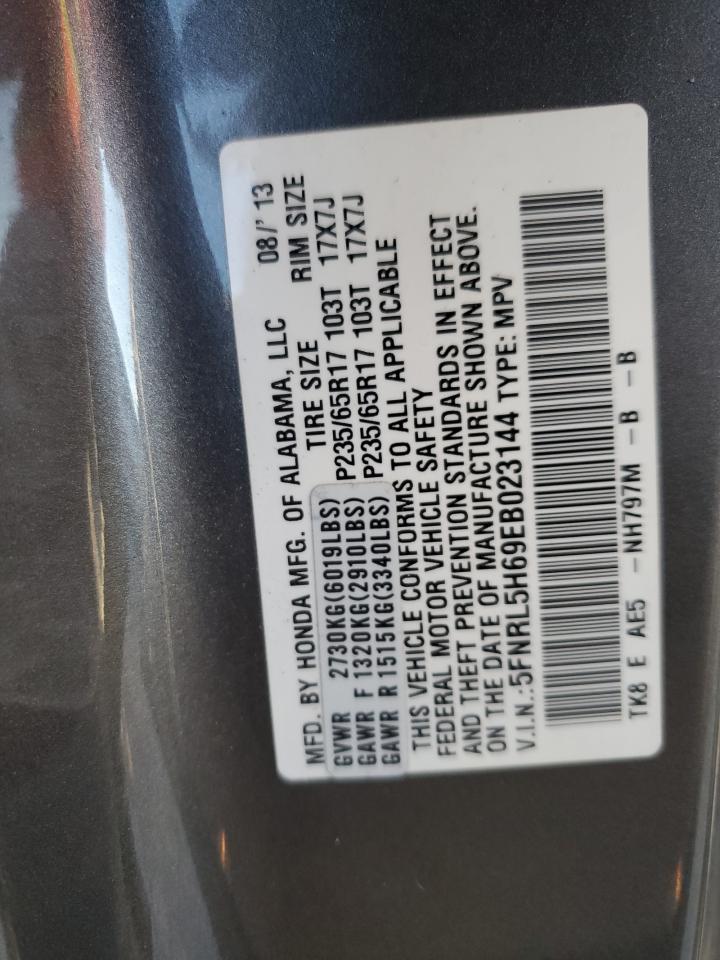 MFD. BY HONDA MFG. OF ALABAMA, LLC 08/'13
GVWR 2730KG(6019LBS) TIRE SIZE RIM SIZE
GAWR F 1320KG(2910LBS) P235/65R17 103T 17X7J
GAWR R 1515KG(3340LBS) P235/65R17 103T 17X7J
THIS VEHICLE CONFORMS TO ALL APPLICABLE
FEDERAL MOTOR VEHICLE SAFETY
AND THEFT PREVENTION STANDARDS IN EFFECT
ON THE DATE OF MANUFACTURE SHOWN ABOVE.
V.I.N.:5FNRL5H69EB023144 TYPE: MPV
TK8 E AE5 -NH797M -B -B